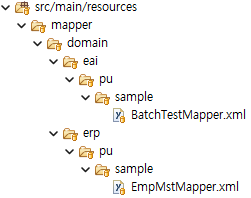 src/main/resources
mapper
domain
eai
pu
sample
BatchTestMapper.xml
erp
pu
sample
EmpMstMapper.xml